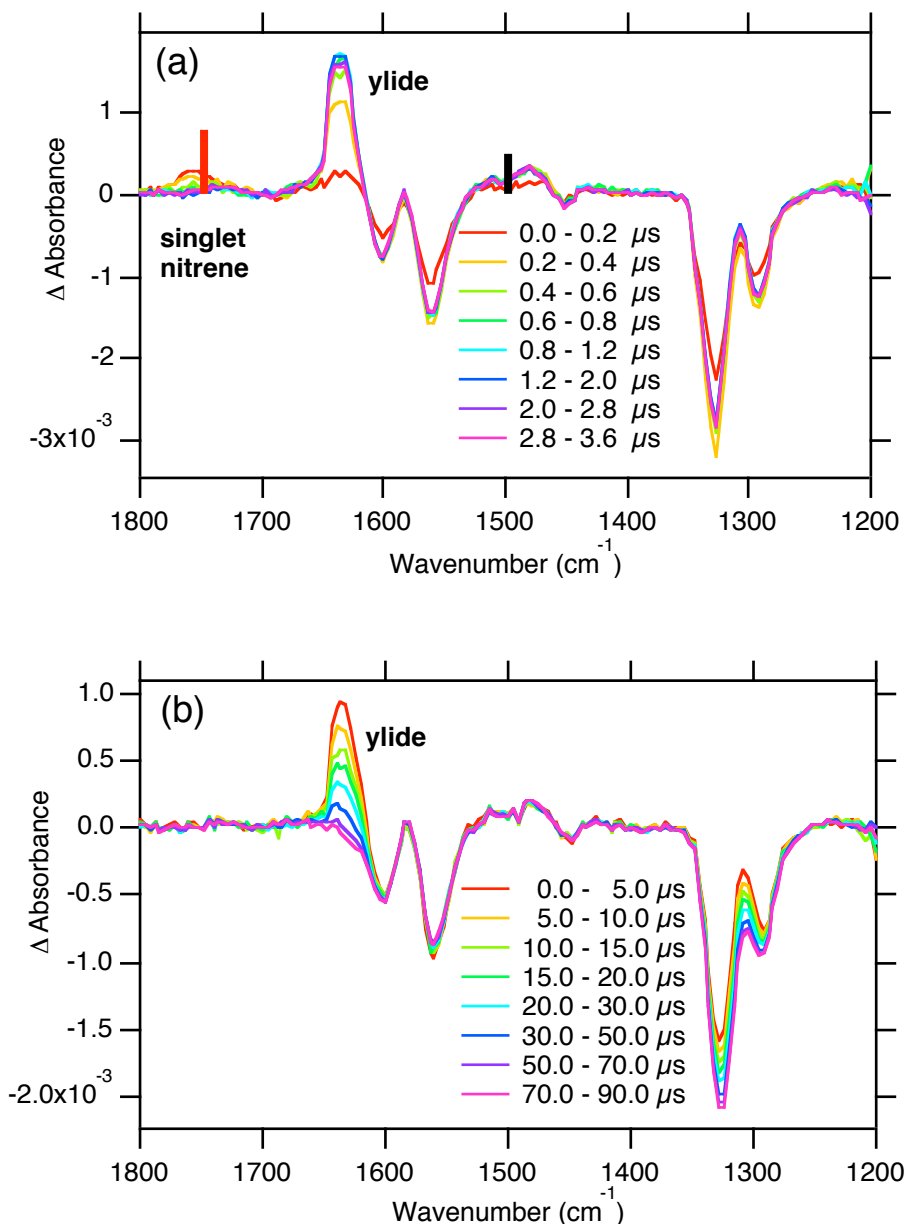 (a)
ylide
1
0
-1
-2
-3x10-3
Δ Absorbance
singlet
nitrene
0.0 - 0.2 µs
0.2 - 0.4 µs
0.4 - 0.6 µs
0.6 - 0.8 µs
0.8 - 1.2 µs
1.2 - 2.0 µs
2.0 - 2.8 µs
2.8 - 3.6 µs
1800 1700 1600 1500 1400 1300 1200
Wavenumber (cm-1)
(b)
ylide
1.0
0.5
0.0
-0.5
-1.0
-1.5
-2.0x10-3
Δ Absorbance
0.0 - 5.0 µs
5.0 - 10.0 µs
10.0 - 15.0 µs
15.0 - 20.0 µs
20.0 - 30.0 µs
30.0 - 50.0 µs
50.0 - 70.0 µs
70.0 - 90.0 µs
1800 1700 1600 1500 1400 1300 1200
Wavenumber (cm-1)